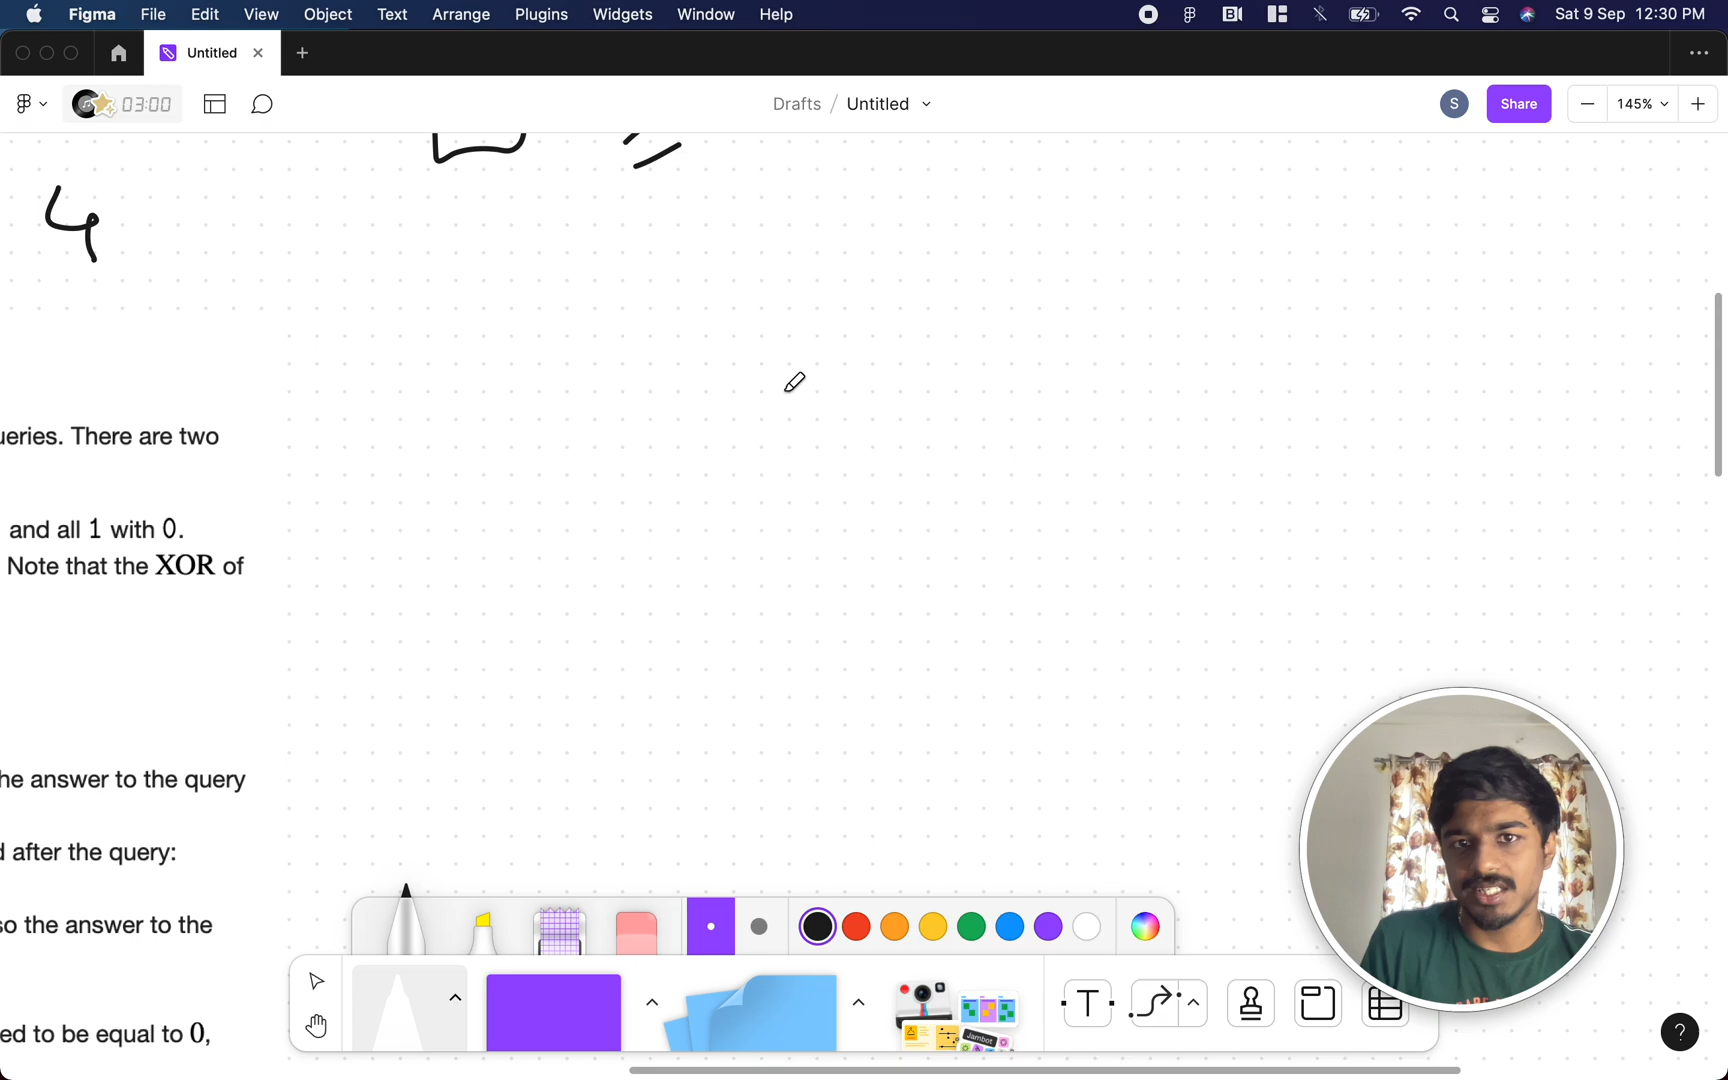 Figma File Edit View Object Text Arrange Plugins Widgets Window Help Sat 9 Sep 12:30 PM
Untitled
03:00 Drafts / Untitled S Share 145%
4
ueries. There are two
and all 1 with 0.
Note that the XOR of
he answer to the query
d after the query:
so the answer to the
ed to be equal to 0,
T
Jambot
?